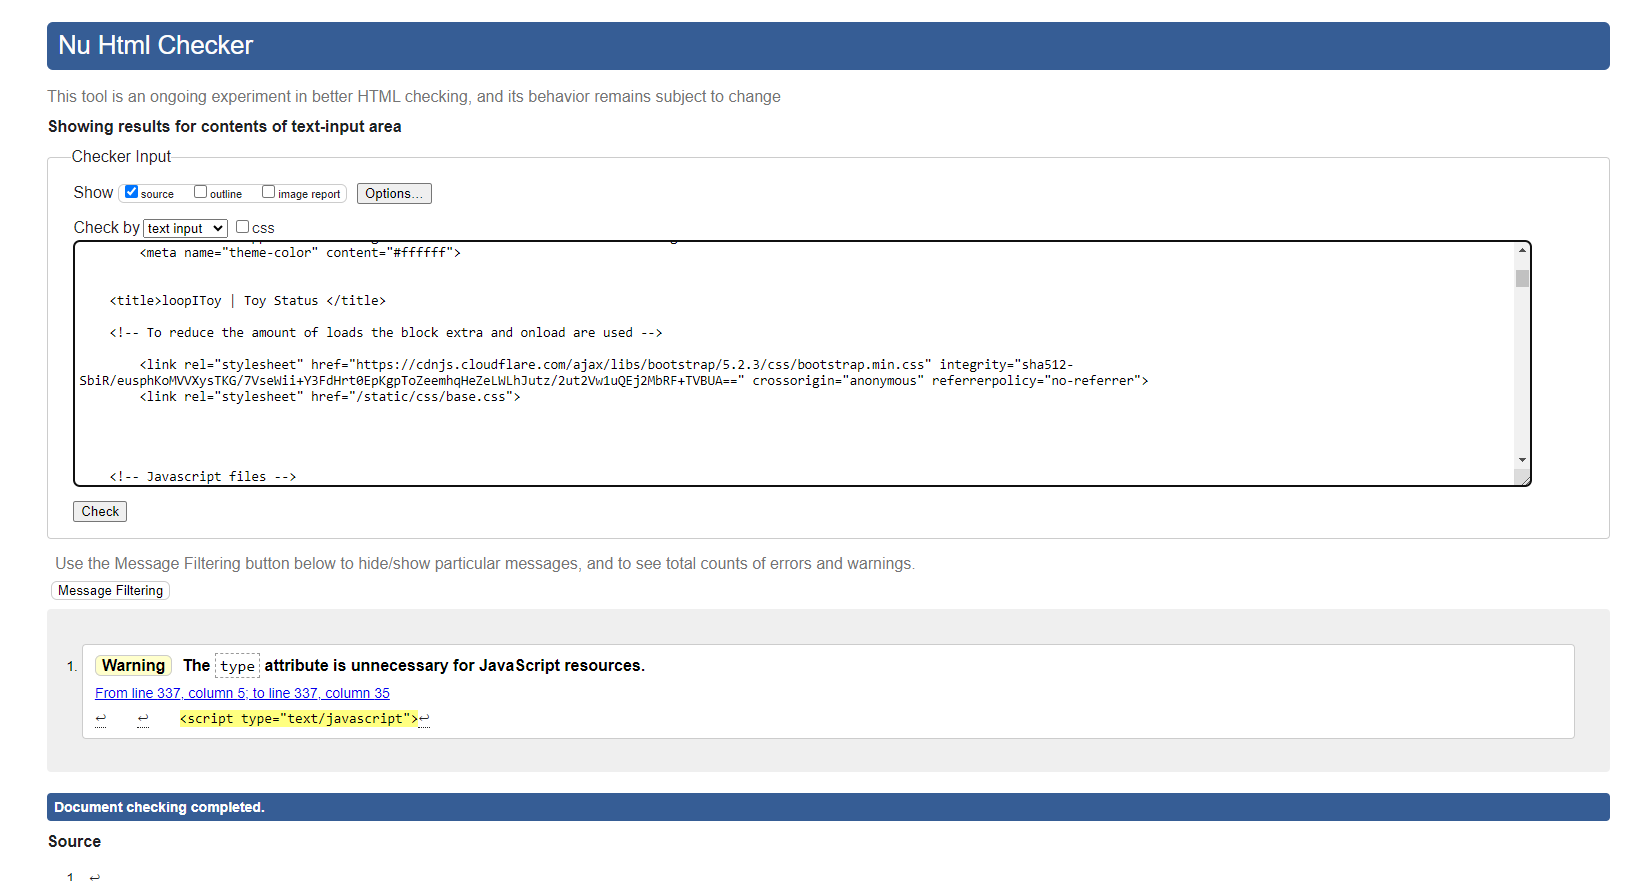 Nu Html Checker
This tool is an ongoing experiment in better HTML checking, and its behavior remains subject to change
Showing results for contents of text-input area
Checker Input
Show source outline image report Options...
Check by text input css
<meta name="theme-color" content="#ffffff">
<title>loopIToy | Toy Status </title>
<!-- To reduce the amount of loads the block extra and onload are used -->
<link rel="stylesheet" href="https://cdnjs.cloudflare.com/ajax/libs/bootstrap/5.2.3/css/bootstrap.min.css" integrity="sha512-
SbiR/eusphKoMVVXysTKG/7VseWii+Y3FdHrt0EpKgpToZeemhqHeZeLWLhJutz/2ut2Vw1uQEj2MbRF+TVBUA==" crossorigin="anonymous" referrerpolicy="no-referrer">
<link rel="stylesheet" href="/static/css/base.css">
<!-- Javascript files -->
Check
Use the Message Filtering button below to hide/show particular messages, and to see total counts of errors and warnings.
Message Filtering
1. Warning The type attribute is unnecessary for JavaScript resources.
From line 337, column 5; to line 337, column 35
↩ ↩ <script type="text/javascript">↩
Document checking completed.
Source
1 ↩